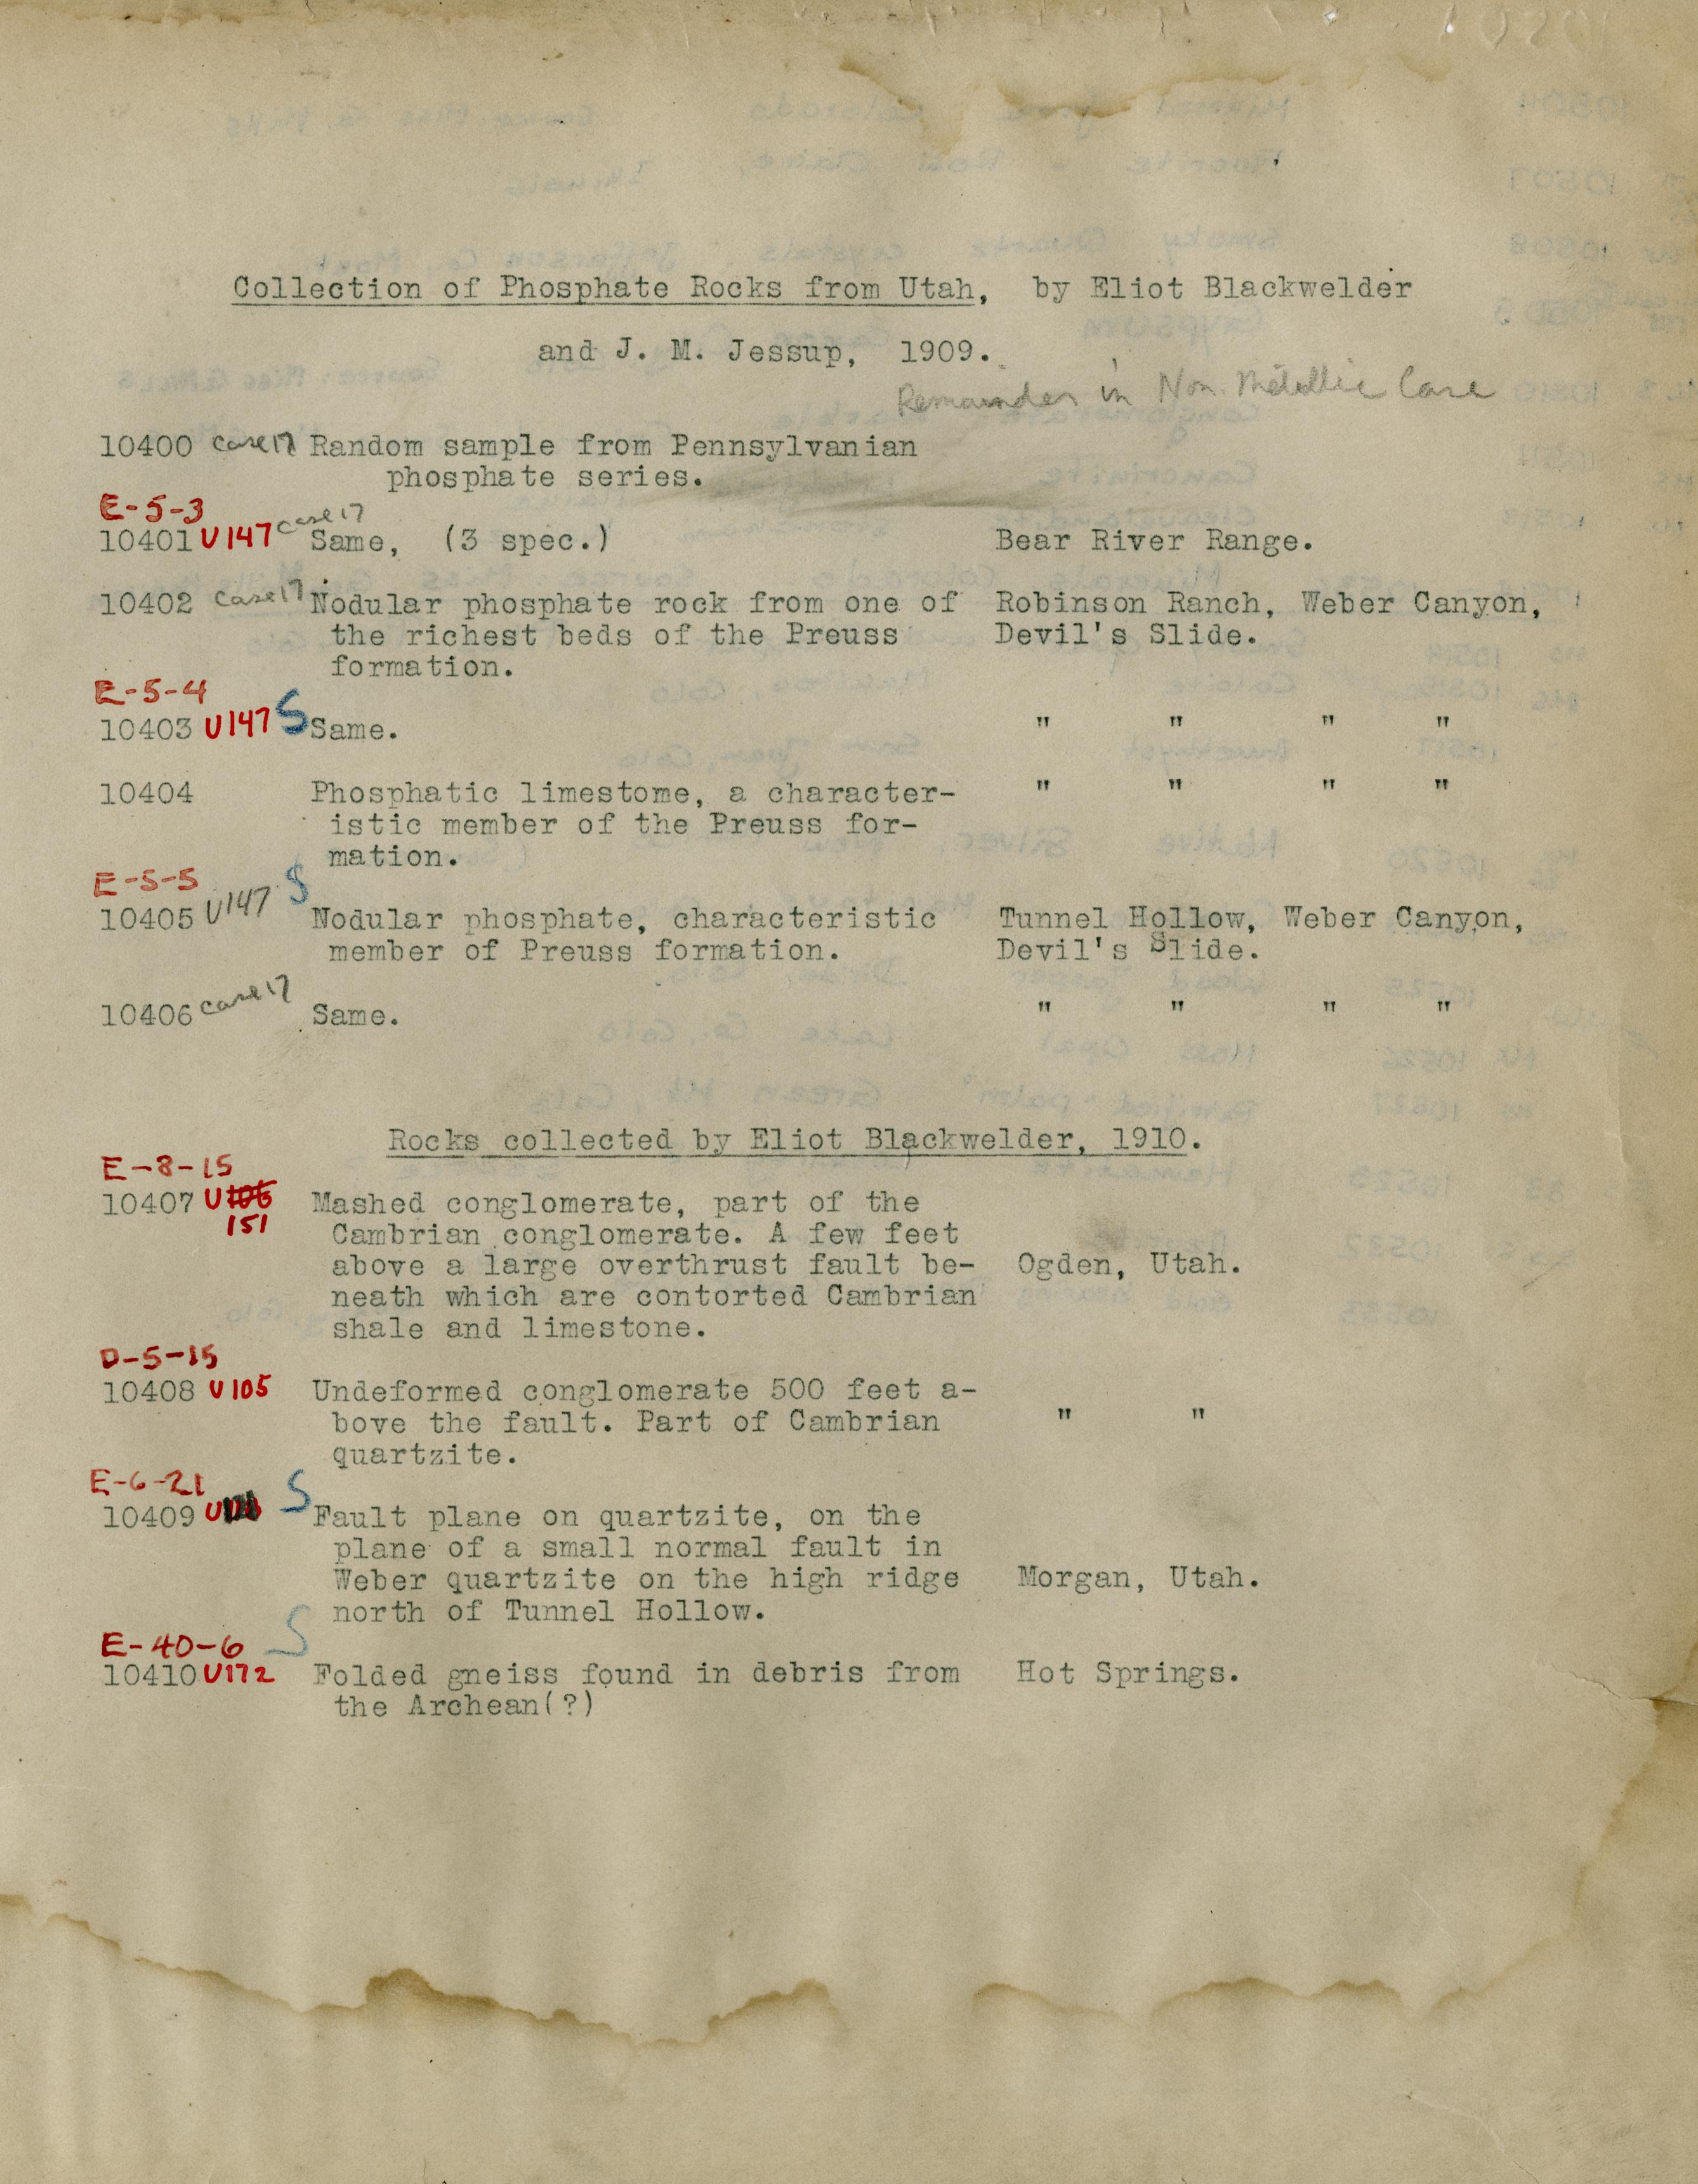 Collection of Phosphate Rocks from Utah, by Eliot Blackwelder
and J. M. Jessup, 1909.
Remainder in Non. Metallic Case
10400 case 17 Random sample from Pennsylvanian
phosphate series.
E-5-3
10401 U147 case 17 Same, (3 spec.) Bear River Range.
10402 case 17 Nodular phosphate rock from one of Robinson Ranch, Weber Canyon,
the richest beds of the Preuss Devil's Slide.
formation.
E-5-4
10403 U147 S Same. " " " "
10404 Phosphatic limestome, a character- " " " "
istic member of the Preuss for-
mation.
E-5-5 S
10405 U147 Nodular phosphate, characteristic Tunnel Hollow, Weber Canyon,
member of Preuss formation. Devil's Slide.
10406 case 17 Same. " " " "
Rocks collected by Eliot Blackwelder, 1910.
E-8-15
10407 U106 Mashed conglomerate, part of the
151
Cambrian conglomerate. A few feet
above a large overthrust fault be- Ogden, Utah.
neath which are contorted Cambrian
shale and limestone.
D-5-15
10408 U105 Undeformed conglomerate 500 feet a-
bove the fault. Part of Cambrian " "
quartzite.
E-6-21 S
10409 Fault plane on quartzite, on the
plane of a small normal fault in
Weber quartzite on the high ridge Morgan, Utah.
north of Tunnel Hollow.
E-40-6 S
10410 U172 Folded gneiss found in debris from Hot Springs.
the Archean(?)